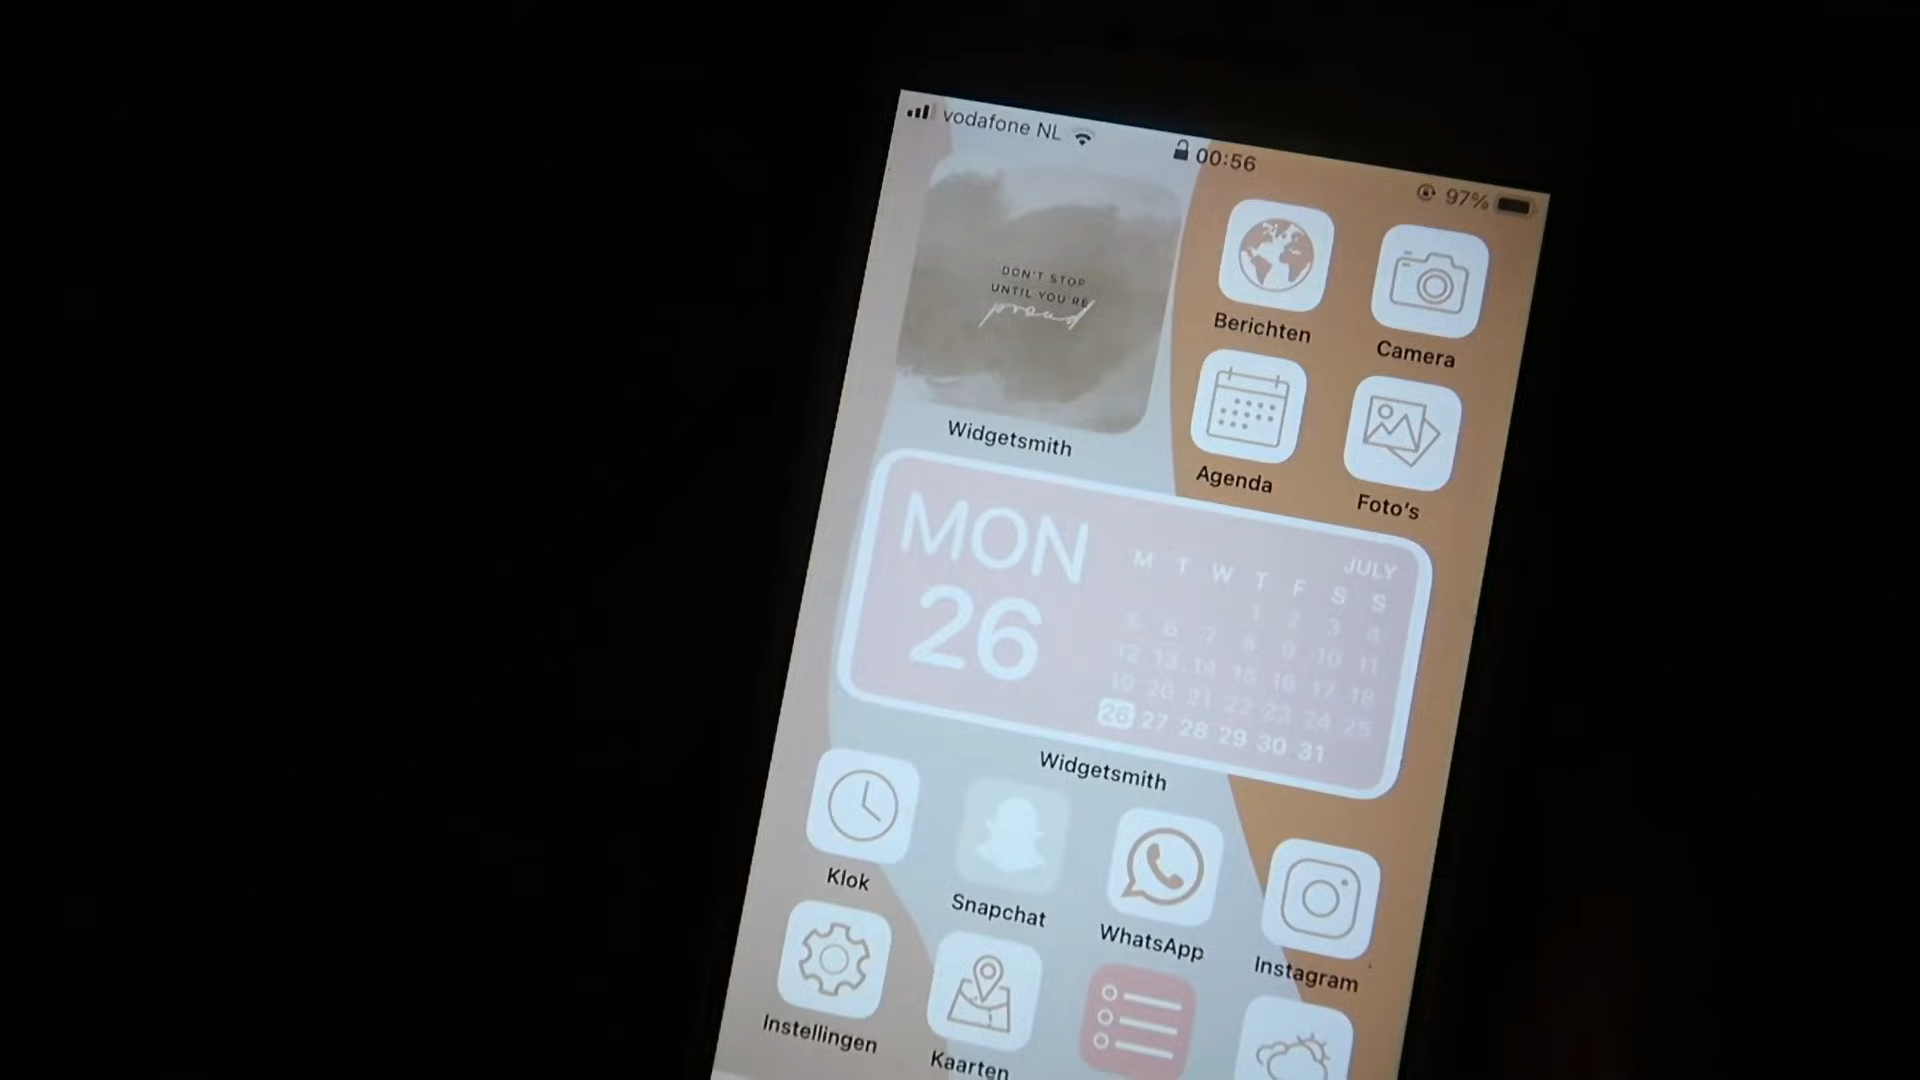 vodafone NL
00:56
97%
DON'T STOP
UNTIL YOU'RE
proud
Widgetsmith
Berichten
Camera
Agenda
Foto's
MON
26
JULY
M T W T F S S
1 2 3 4
5 6 7 8 9 10 11
12 13 14 15 16 17 18
19 20 21 22 23 24 25
26 27 28 29 30 31
Widgetsmith
Klok
Snapchat
WhatsApp
Instagram
Instellingen
Kaarten